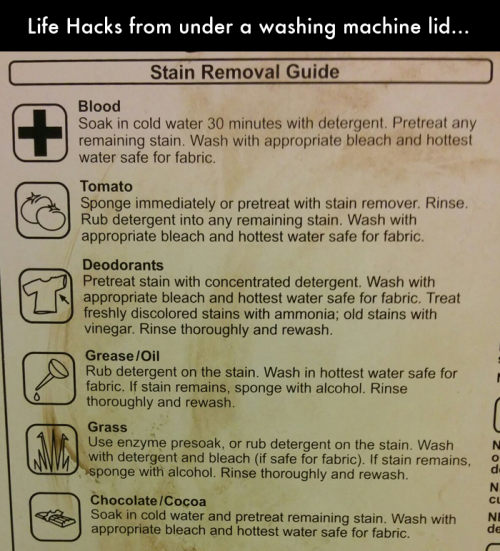 Life Hacks from under a washing machine lid...
Stain Removal Guide
Blood
Soak in cold water 30 minutes with detergent. Pretreat any
remaining stain. Wash with appropriate bleach and hottest
water safe for fabric.
Tomato
Sponge immediately or pretreat with stain remover. Rinse.
Rub detergent into any remaining stain. Wash with
appropriate bleach and hottest water safe for fabric.
Deodorants
Pretreat stain with concentrated detergent. Wash with
appropriate bleach and hottest water safe for fabric. Treat
freshly discolored stains with ammonia; old stains with
vinegar. Rinse thoroughly and rewash.
Grease/Oil
Rub detergent on the stain. Wash in hottest water safe for
fabric. If stain remains, sponge with alcohol. Rinse
thoroughly and rewash.
Grass
Use enzyme presoak, or rub detergent on the stain. Wash
with detergent and bleach (if safe for fabric). If stain remains,
sponge with alcohol. Rinse thoroughly and rewash.
Chocolate/Cocoa
Soak in cold water and pretreat remaining stain. Wash with
appropriate bleach and hottest water safe for fabric.